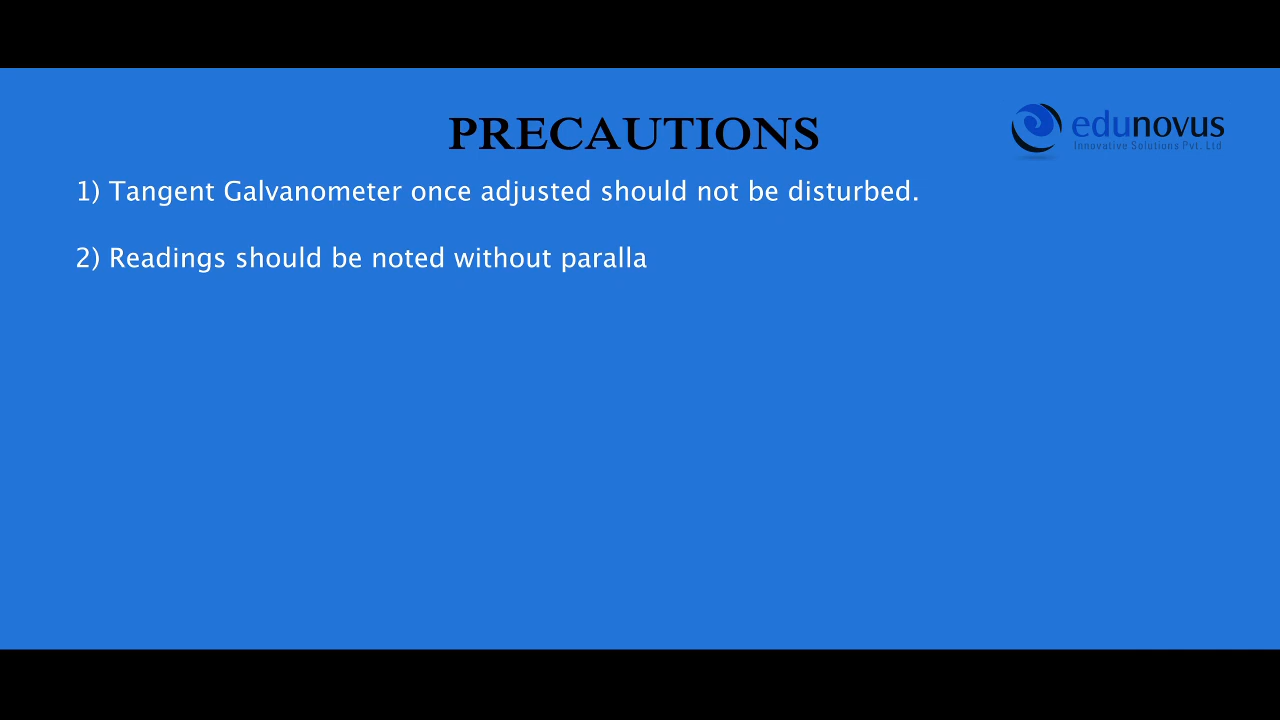 PRECAUTIONS
edunovus
Innovative Solutions Pvt. Ltd
1) Tangent Galvanometer once adjusted should not be disturbed.
2) Readings should be noted without paralla